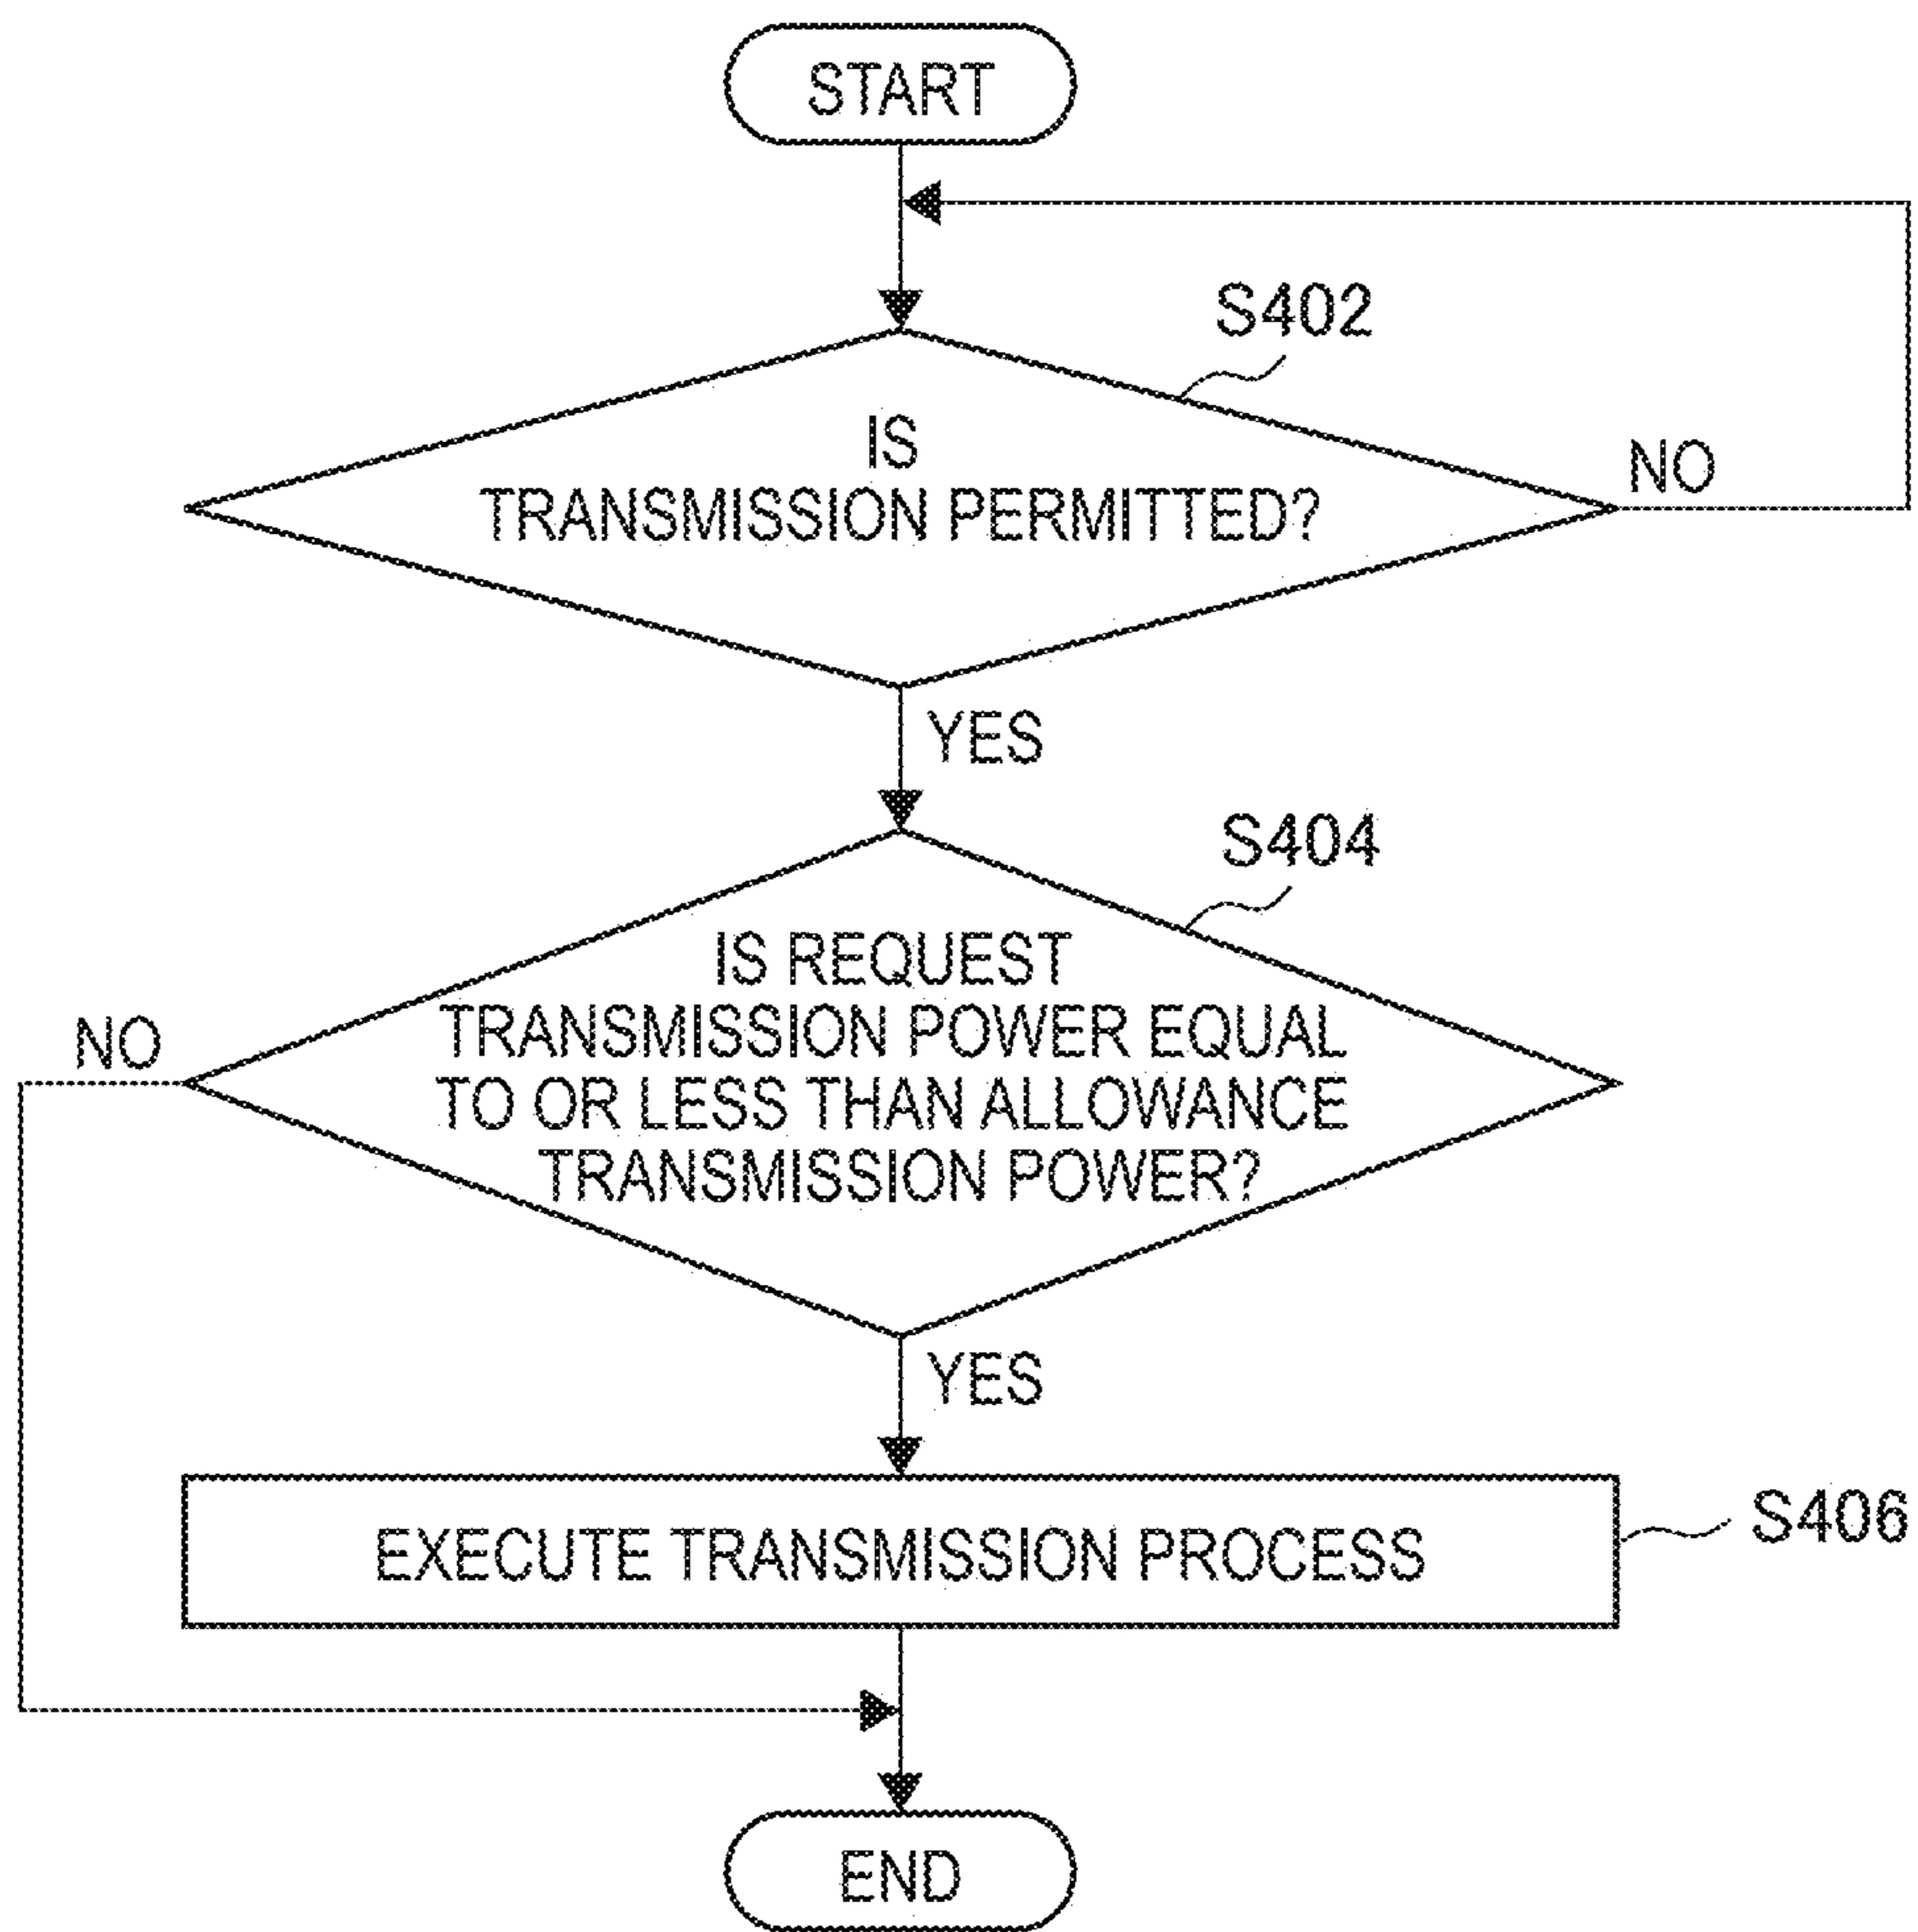 START
S402
IS
TRANSMISSION PERMITTED?
NO
YES
S404
IS REQUEST
TRANSMISSION POWER EQUAL
TO OR LESS THAN ALLOWANCE
TRANSMISSION POWER?
NO
YES
EXECUTE TRANSMISSION PROCESS
S406
END